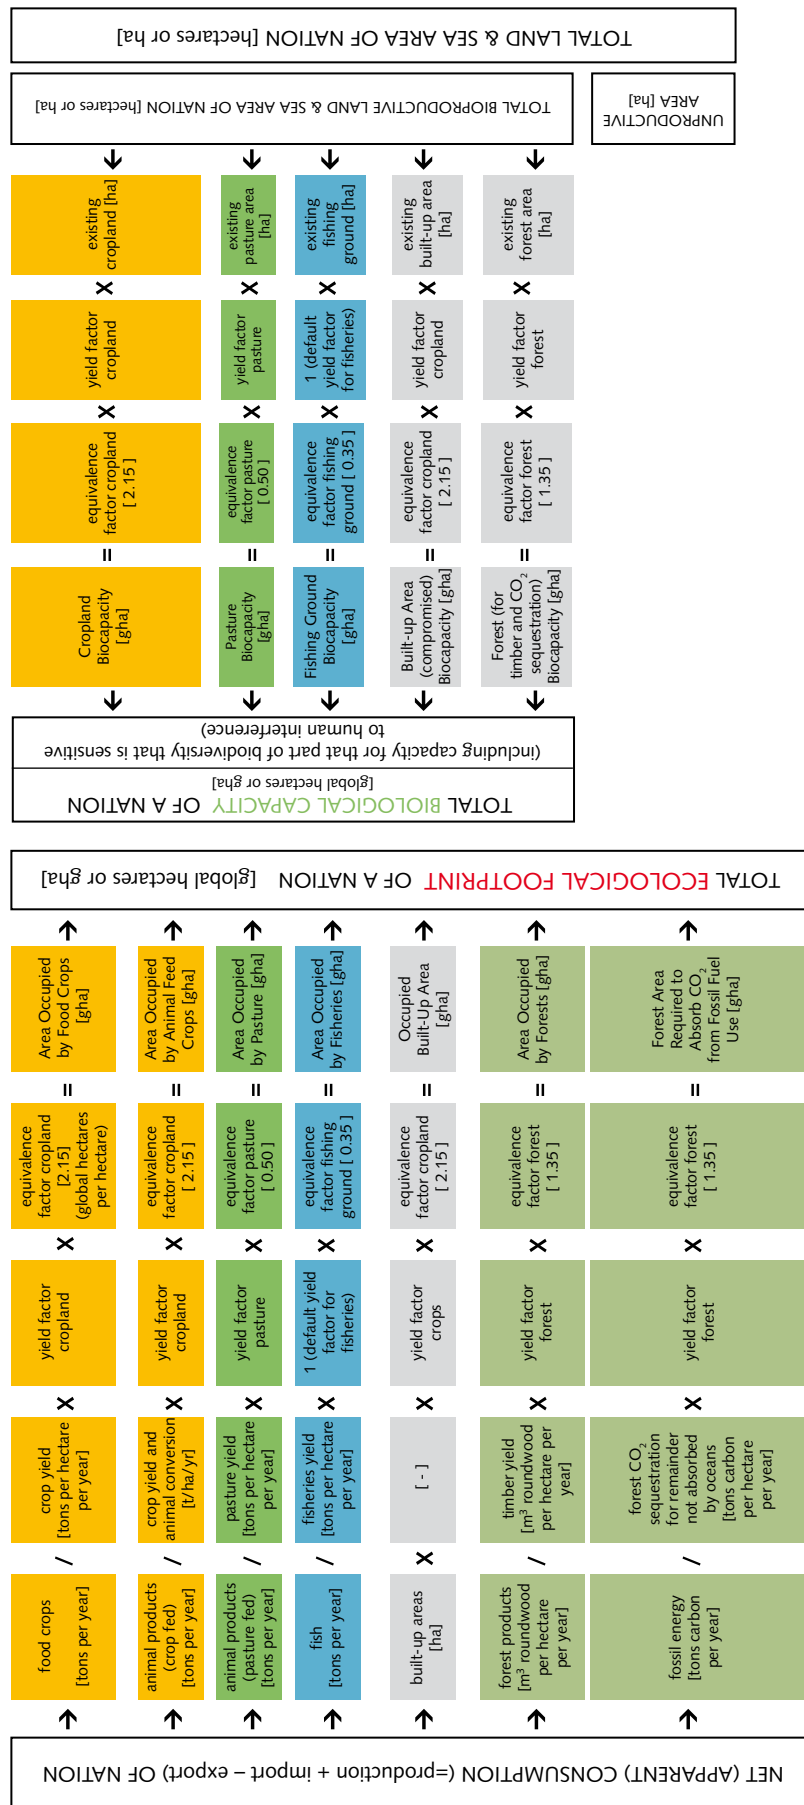 NET (APPARENT) CONSUMPTION (=production + import – export) OF NATION
food crops
[tons per year]
/
crop yield
[tons per hectare
per year]
X
yield factor
cropland
X
equivalence
factor cropland
[2.15]
(global hectares
per hectare)
=
Area Occupied
by Food Crops
[gha]
animal products
(crop fed)
[tons per year]
/
crop yield and
animal conversion
[t/ha/yr]
X
yield factor
cropland
X
equivalence
factor cropland
[ 2.15 ]
=
Area Occupied
by Animal Feed
Crops [gha]
animal products
(pasture fed)
[tons per year]
/
pasture yield
[tons per hectare
per year]
X
yield factor
pasture
X
equivalence
factor pasture
[ 0.50 ]
=
Area Occupied
by Pasture [gha]
fish
[tons per year]
/
fisheries yield
[tons per hectare
per year]
X
1 (default yield
factor for
fisheries)
X
equivalence
factor fishing
ground [ 0.35 ]
=
Area Occupied
by Fisheries [gha]
built-up areas
[ha]
X
[ - ]
X
yield factor
crops
X
equivalence
factor cropland
[ 2.15 ]
=
Occupied
Built-Up Area
[gha]
forest products
[m³ roundwood
per hectare
per year]
/
timber yield
[m³ roundwood
per hectare per
year]
X
yield factor
forest
X
equivalence
factor forest
[ 1.35 ]
=
Area Occupied
by Forests [gha]
fossil energy
[tons carbon
per year]
/
forest CO₂
sequestration
for remainder
not absorbed
by oceans
[tons carbon
per hectare
per year]
X
yield factor
forest
X
equivalence
factor forest
[ 1.35 ]
=
Forest Area
Required to
Absorb CO₂
from Fossil Fuel
Use [gha]
TOTAL ECOLOGICAL FOOTPRINT OF A NATION [global hectares or gha]
TOTAL BIOLOGICAL CAPACITY OF A NATION
[global hectares or gha]
(including capacity for that part of biodiversity that is sensitive
to human interference)
Cropland
Biocapacity
[gha]
=
equivalence
factor cropland
[ 2.15 ]
X
yield factor
cropland
X
existing
cropland [ha]
Pasture
Biocapacity
[gha]
=
equivalence
factor pasture
[ 0.50 ]
X
yield factor
pasture
X
existing
pasture area
[ha]
Fishing Ground
Biocapacity
[gha]
=
equivalence
factor fishing
ground [ 0.35 ]
X
1 (default
yield factor
for fisheries)
X
existing
fishing
ground [ha]
Built-up Area
(compromised)
Biocapacity [gha]
=
equivalence
factor cropland
[ 2.15 ]
X
yield factor
cropland
X
existing
built-up area
[ha]
Forest (for
timber and CO₂
sequestration)
Biocapacity [gha]
=
equivalence
factor forest
[ 1.35 ]
X
yield factor
forest
X
existing
forest area
[ha]
TOTAL BIOPRODUCTIVE LAND & SEA AREA OF NATION [hectares or ha]
UNPRODUCTIVE
AREA [ha]
TOTAL LAND & SEA AREA OF NATION [hectares or ha]